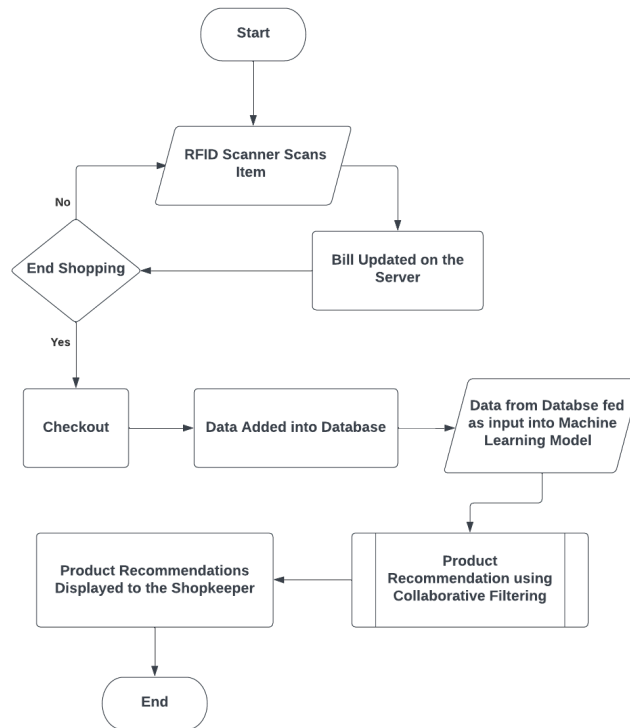 Start
RFID Scanner Scans
Item
No
End Shopping
Bill Updated on the
Server
Yes
Checkout
Data Added into Database
Data from Databse fed
as input into Machine
Learning Model
Product Recommendations
Displayed to the Shopkeeper
Product
Recommendation using
Collaborative Filtering
End